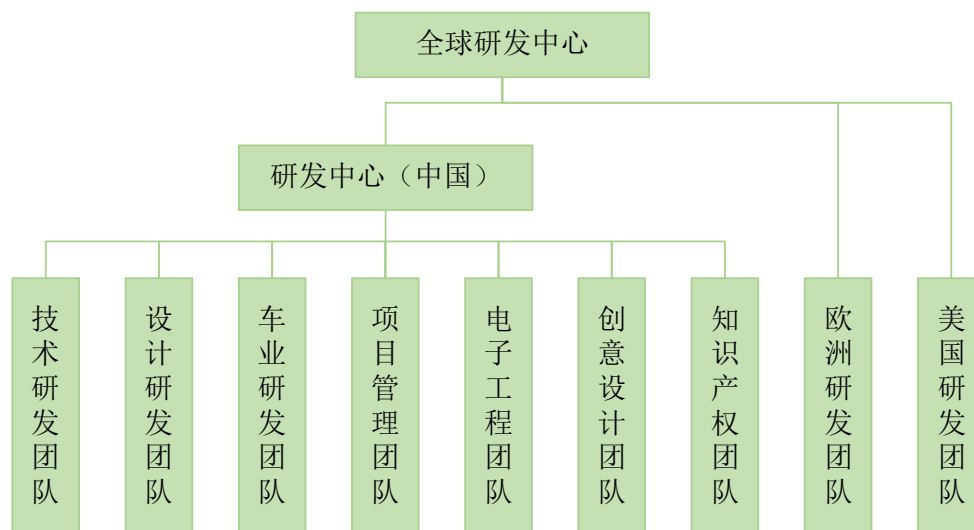 全球研发中心
研发中心（中国）
技术研发团队
设计研发团队
车业研发团队
项目管理团队
电子工程团队
创意设计团队
知识产权团队
欧洲研发团队
美国研发团队